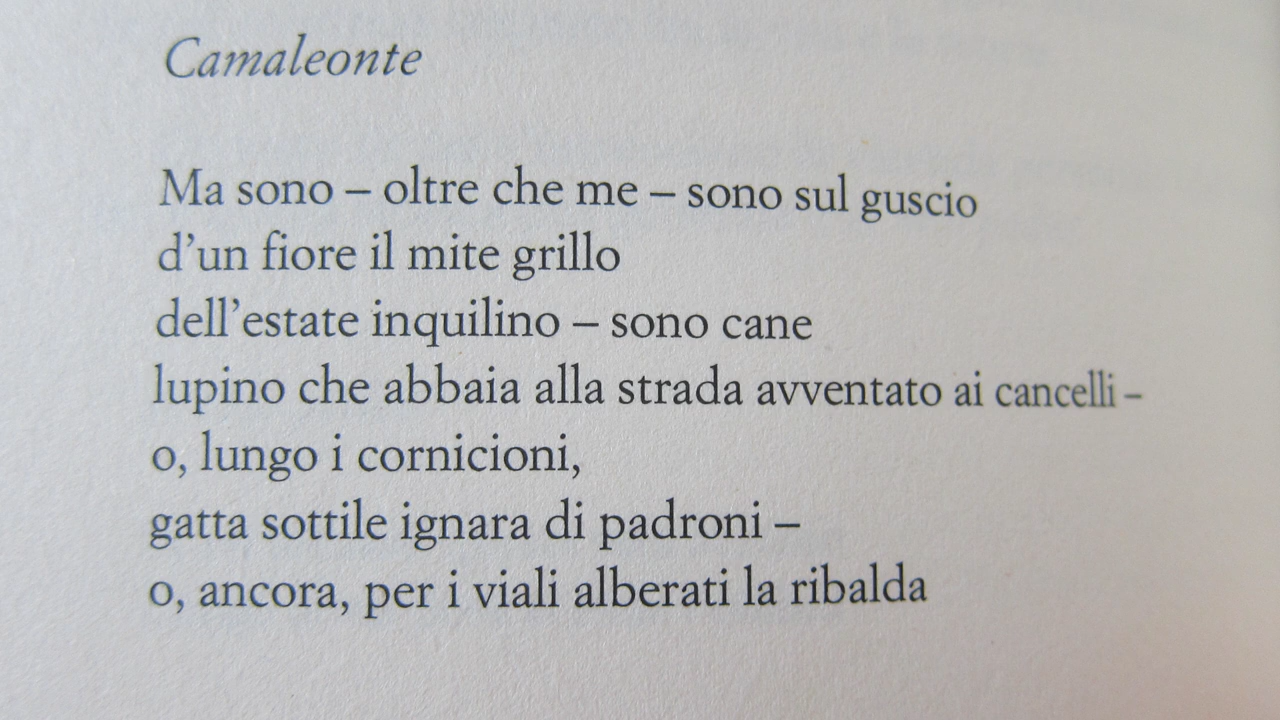 Camaleonte
Ma sono – oltre che me – sono sul guscio
d’un fiore il mite grillo
dell’estate inquilino – sono cane
lupino che abbaia alla strada avventato ai cancelli –
o, lungo i cornicioni,
gatta sottile ignara di padroni –
o, ancora, per i viali alberati la ribalda